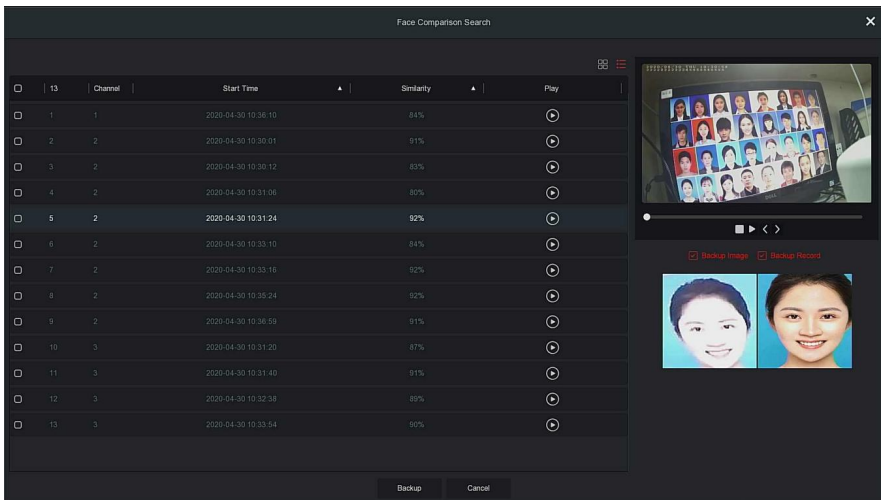 Face Comparison Search
13 Channel Start Time Similarity Play
1 1 2020-04-30 10:36:10 84%
2 2 2020-04-30 10:30:01 91%
3 2 2020-04-30 10:30:12 83%
4 2 2020-04-30 10:31:06 80%
5 2 2020-04-30 10:31:24 92%
6 2 2020-04-30 10:33:10 84%
7 2 2020-04-30 10:33:16 92%
8 2 2020-04-30 10:35:24 92%
9 2 2020-04-30 10:36:59 91%
10 3 2020-04-30 10:31:20 87%
11 3 2020-04-30 10:31:40 91%
12 3 2020-04-30 10:32:38 89%
13 3 2020-04-30 10:33:54 90%
Backup Image Backup Record
Backup Cancel